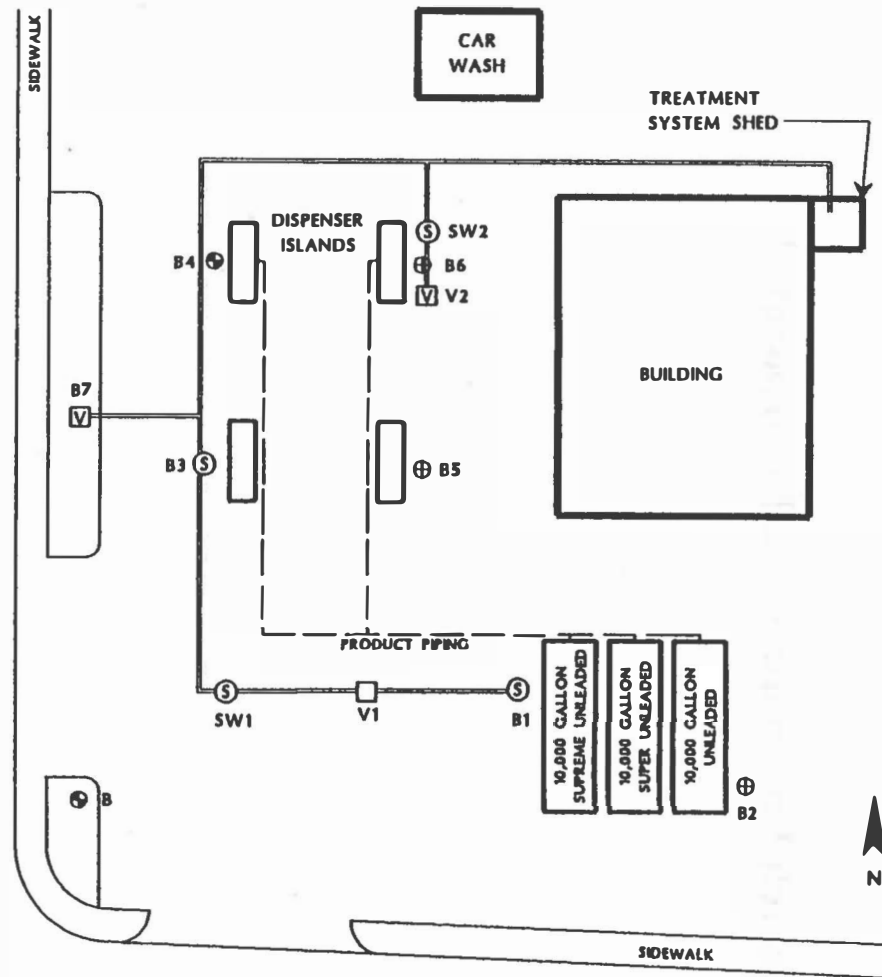 SIDEWALK
CAR
WASH
TREATMENT
SYSTEM SHED
DISPENSER
ISLANDS
S
SW2
B4
B6
V
V2
BUILDING
B7
V
B3
S
B5
PRODUCT PIPING
S
SW1
V1
S
B1
10,000 GALLON
SUPREME UNLEADED
10,000 GALLON
SUPER UNLEADED
10,000 GALLON
UNLEADED
B
B2
N
SIDEWALK